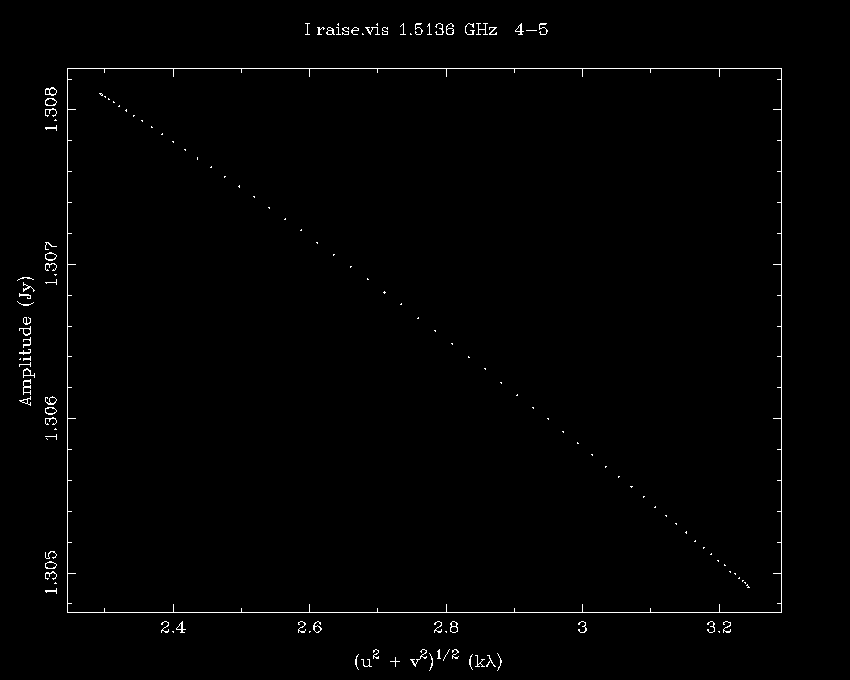 I raise.vis 1.5136 GHz 4−5
1.308
1.307
1.306
1.305
Amplitude (Jy)
2.4 2.6 2.8 3 3.2
(u² + v²)^1/2 (kλ)